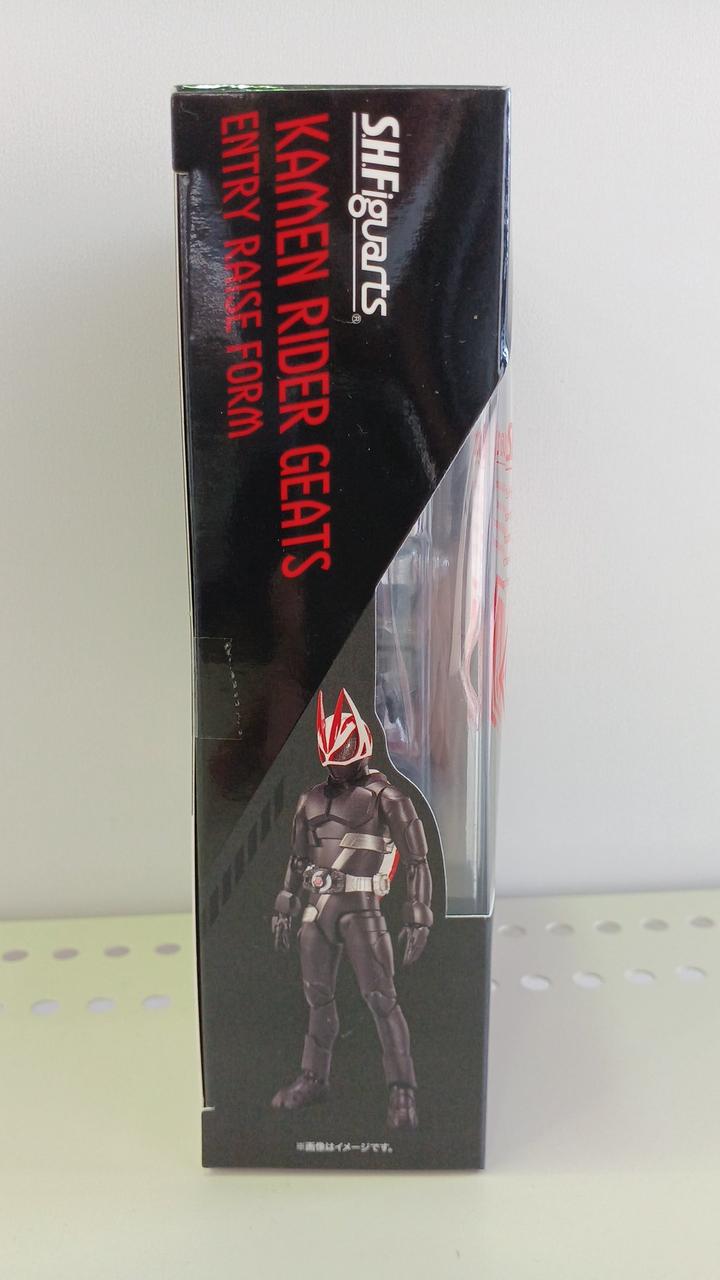 S.H.Figuarts®
KAMEN RIDER GEATS
ENTRY RAISE FORM
※画像はイメージです。